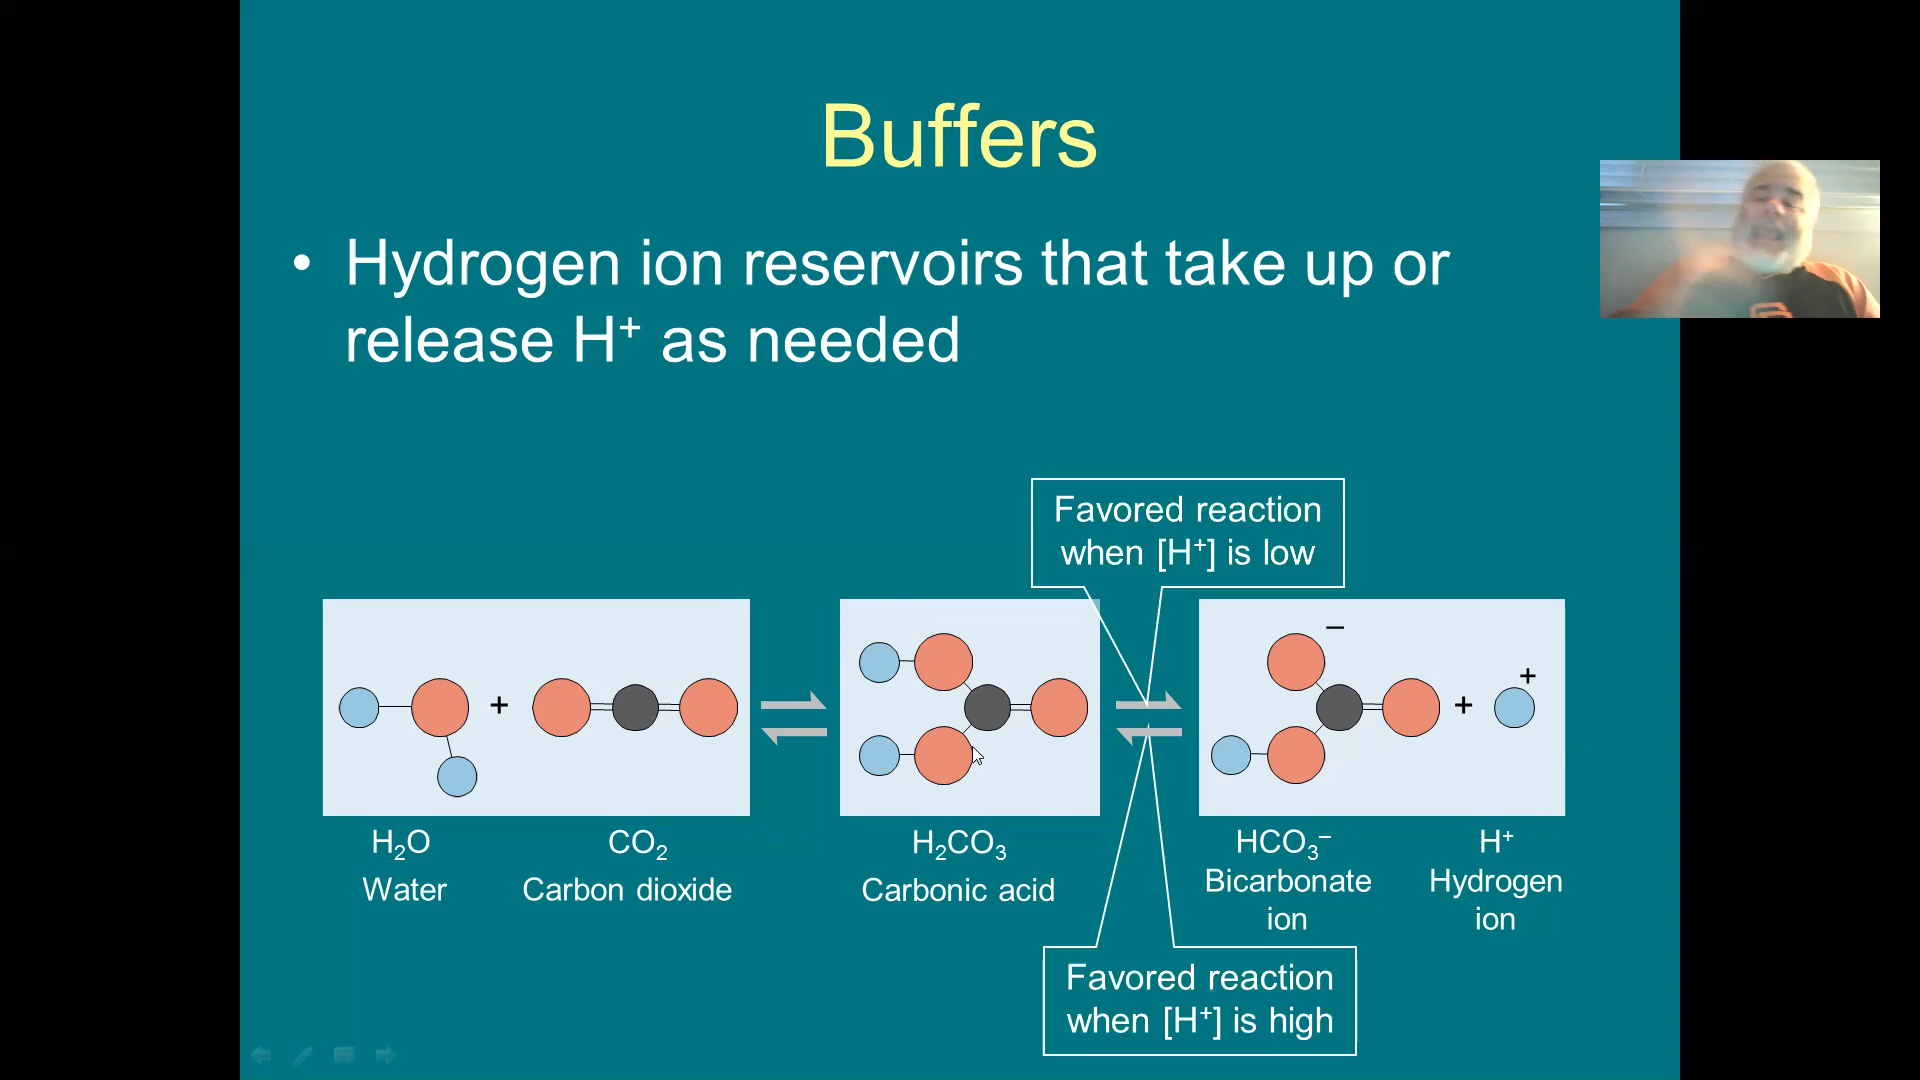 Buffers
• Hydrogen ion reservoirs that take up or
release H⁺ as needed
Favored reaction
when [H⁺] is low
− 
+ + +
H₂O CO₂ H₂CO₃ HCO₃⁻ H⁺
Water Carbon dioxide Carbonic acid Bicarbonate Hydrogen
ion ion
Favored reaction
when [H⁺] is high